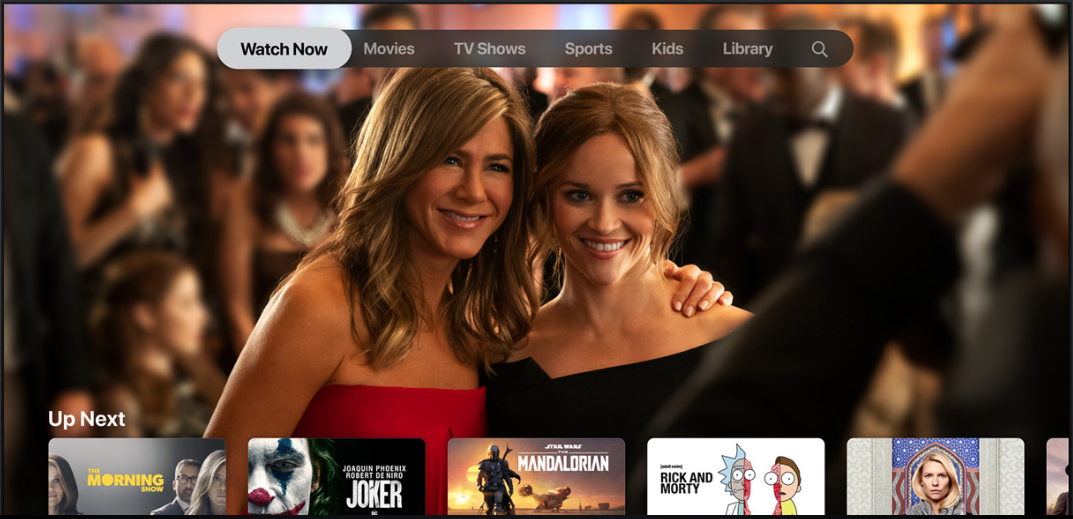 Watch Now Movies TV Shows Sports Kids Library
Up Next
THE
MORNING
SHOW
JOAQUIN PHOENIX
ROBERT DE NIRO
JOKER
DC
STAR WARS
THE
MANDALORIAN
[adult swim]
RICK AND
MORTY